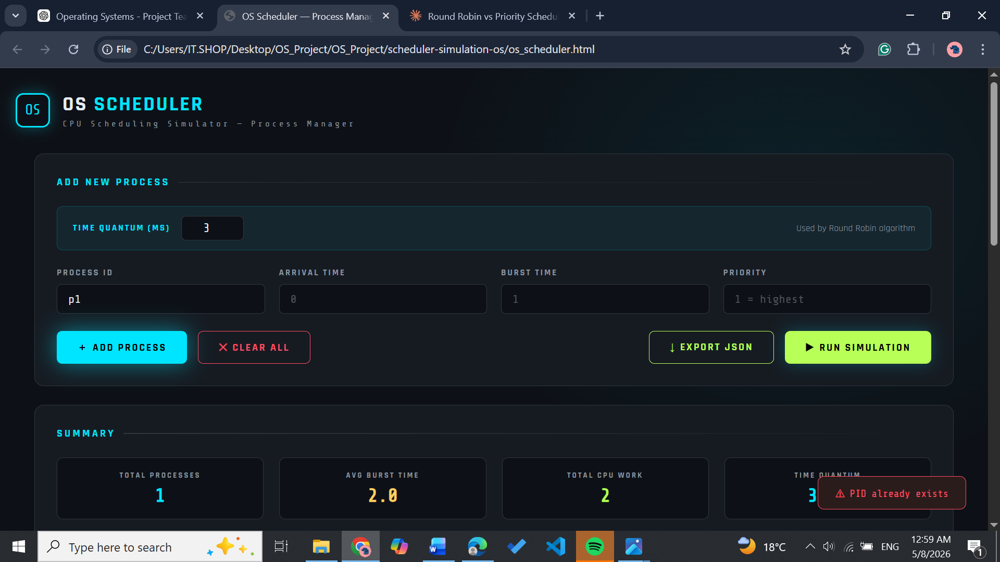 Operating Systems - Project Tea
OS Scheduler — Process Manag
Round Robin vs Priority Schedul
File
C:/Users/IT.SHOP/Desktop/OS_Project/OS_Project/scheduler-simulation-os/os_scheduler.html
OS
OS SCHEDULER
CPU Scheduling Simulator — Process Manager
ADD NEW PROCESS
TIME QUANTUM (MS)
3
Used by Round Robin algorithm
PROCESS ID
ARRIVAL TIME
BURST TIME
PRIORITY
p1
0
1
1 = highest
+ ADD PROCESS
✕ CLEAR ALL
↓ EXPORT JSON
▶ RUN SIMULATION
SUMMARY
TOTAL PROCESSES
AVG BURST TIME
TOTAL CPU WORK
TIME QUANTUM
1
2.0
2
3
⚠ PID already exists
Type here to search
18°C
ENG
12:59 AM
5/8/2026
1